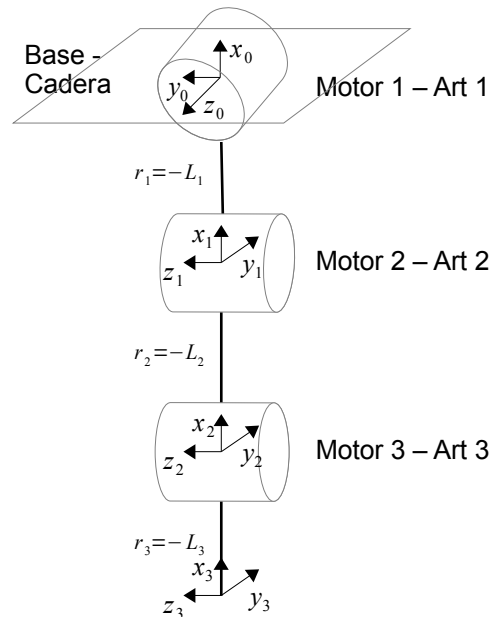 Base -
Cadera
x₀
y₀
z₀
Motor 1 – Art 1
r₁=−L₁
x₁
z₁
y₁
Motor 2 – Art 2
r₂=−L₂
x₂
z₂
y₂
Motor 3 – Art 3
r₃=−L₃
x₃
z₃
y₃